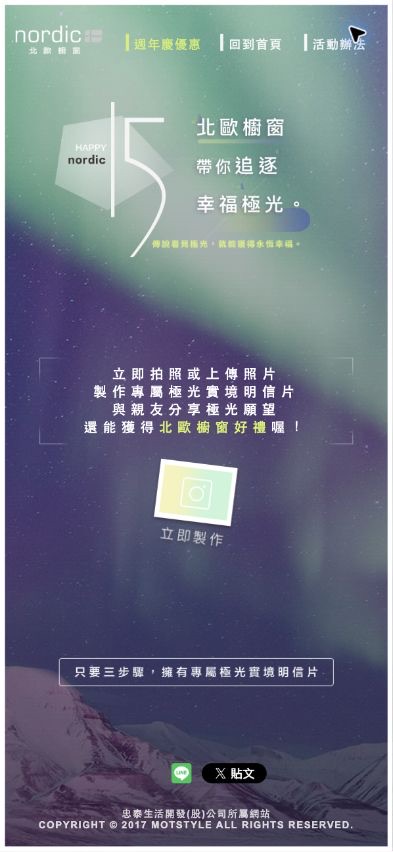 nordic
北歐櫥窗
週年慶優惠
回到首頁
活動辦法
HAPPY
nordic
15
北歐櫥窗
帶你追逐
幸福極光。
傳說看到極光，就能獲得永恆幸福。
立即拍照或上傳照片
製作專屬極光實境明信片
與親友分享極光願望
還能獲得北歐櫥窗好禮喔！
立即製作
只要三步驟，擁有專屬極光實境明信片
LINE
X 貼文
忠泰生活開發(股)公司所屬網站
COPYRIGHT © 2017 MOTSTYLE ALL RIGHTS RESERVED.